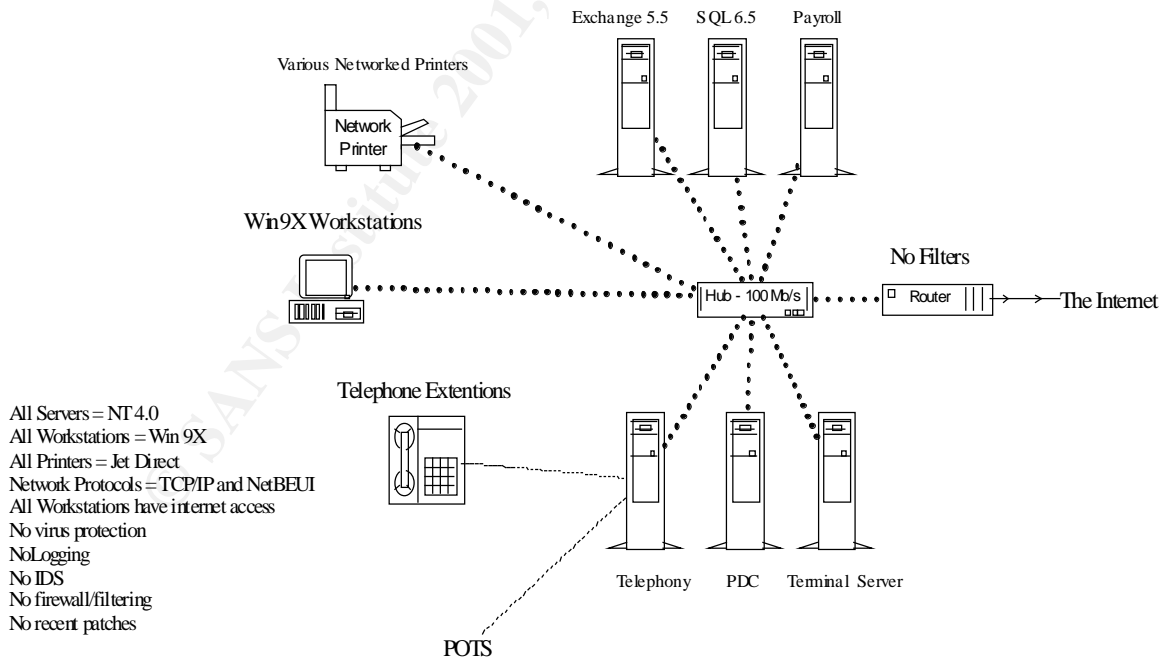 Exchange 5.5
SQL 6.5
Payroll
Various Networked Printers
Network
Printer
Win9X Workstations
No Filters
Hub - 100 Mb/s
Router
The Internet
Telephone Extentions
All Servers = NT 4.0
All Workstations = Win 9X
All Printers = Jet Direct
Network Protocols = TCP/IP and NetBEUI
All Workstations have internet access
No virus protection
NoLogging
No IDS
No firewall/filtering
No recent patches
Telephony
PDC
Terminal Server
POTS
© SANS Institute 2001,